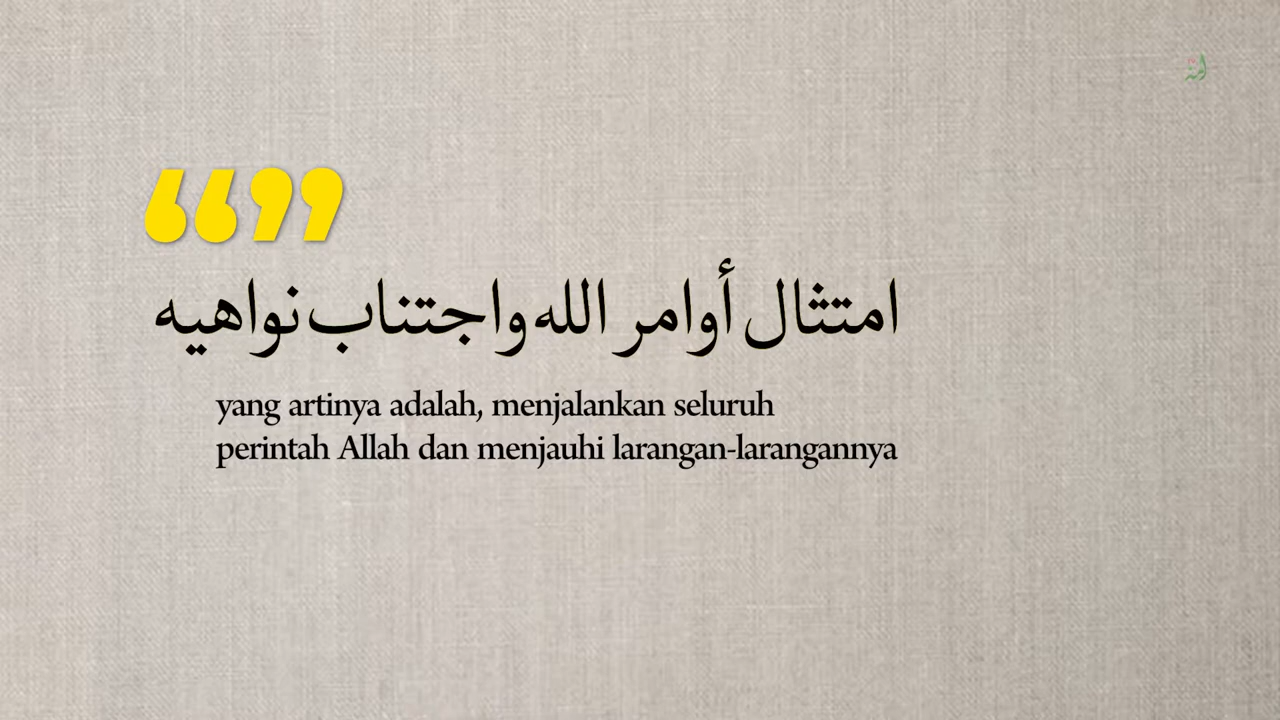 امتثال أوامر الله واجتناب نواهيه
yang artinya adalah, menjalankan seluruh
perintah Allah dan menjauhi larangan-larangannya